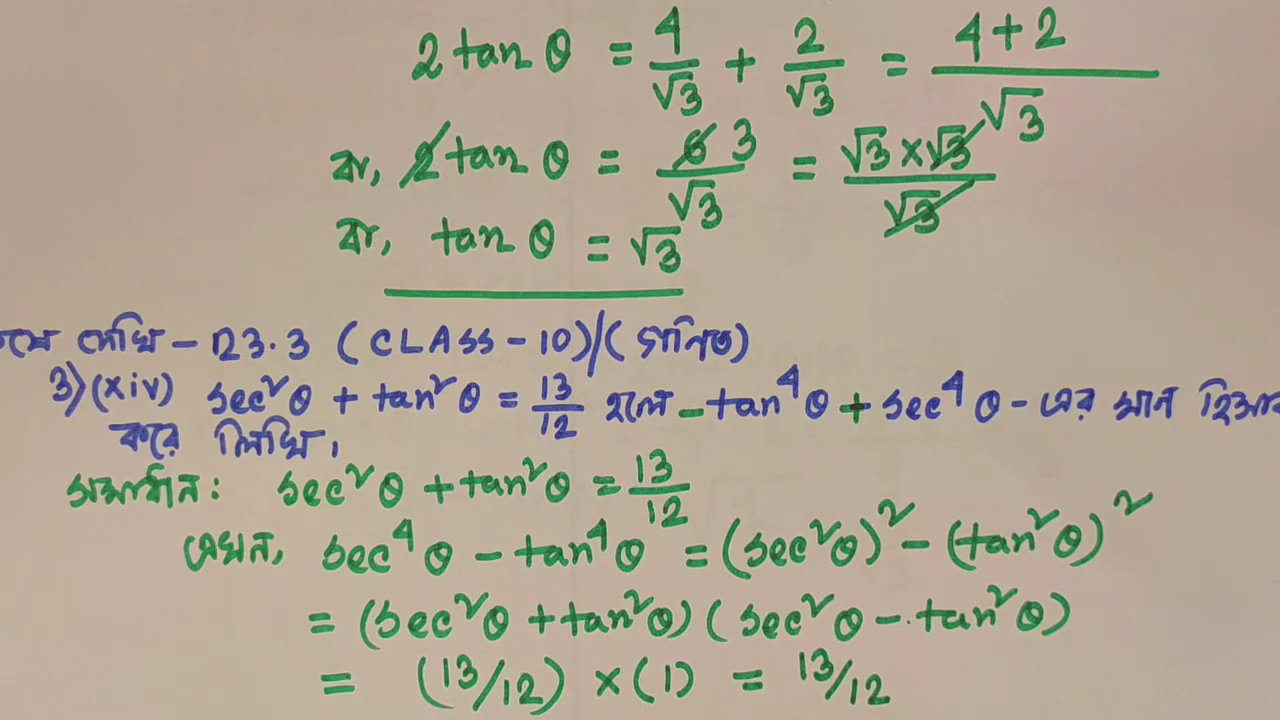 2 tan θ = 4/√3 + 2/√3 = 4+2/√3
বা, 2 tan θ = 6 3/√3 = √3 × √3/√3
বা, tan θ = √3
দেখি – 23.3 (CLASS – 10)/(গণিত)
3) (xiv) sec²θ + tan²θ = 13/12 হলে – tan⁴θ + sec⁴θ – এর মান হিসাব
করে লিখি।
সমাধান: sec²θ + tan²θ = 13/12
এখন, sec⁴θ – tan⁴θ = (sec²θ)² – (tan²θ)²
= (sec²θ + tan²θ) (sec²θ – tan²θ)
= (13/12) × (1) = 13/12